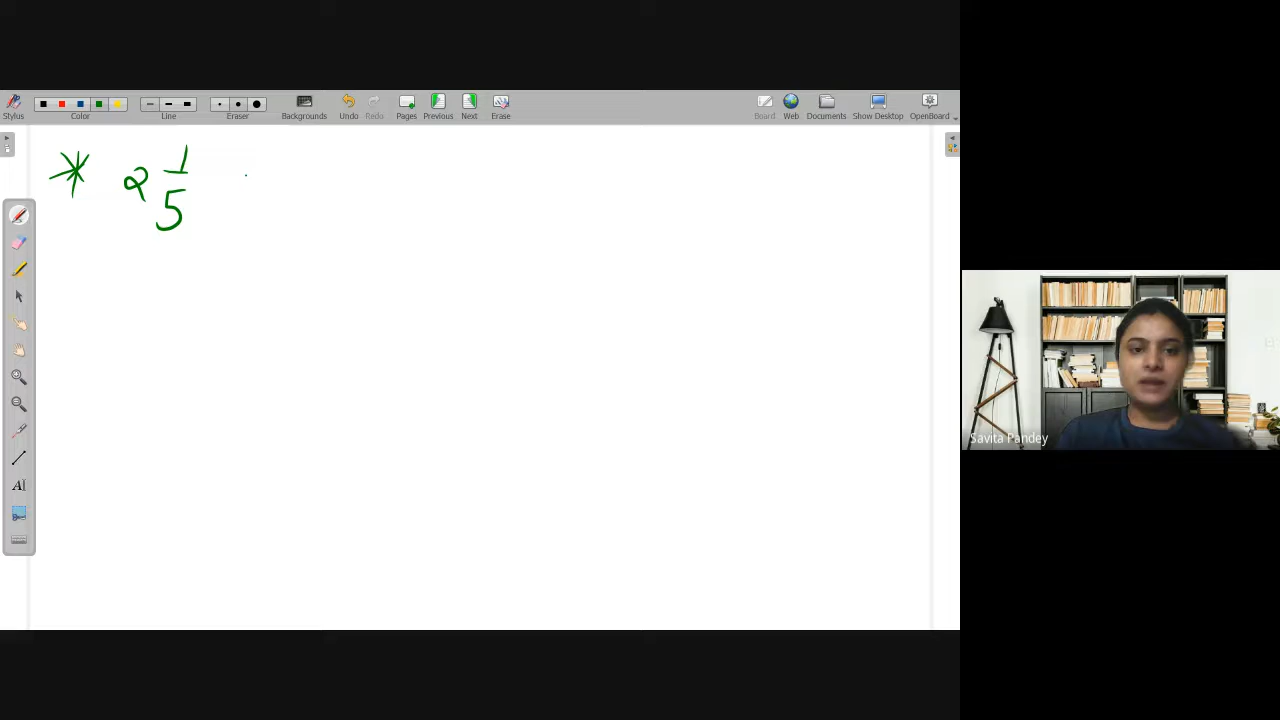 Stylus Color Line Eraser Backgrounds Undo Redo Pages Previous Next Erase Board Web Documents Show Desktop OpenBoard
* 2 1/5
A
Savita Pandey